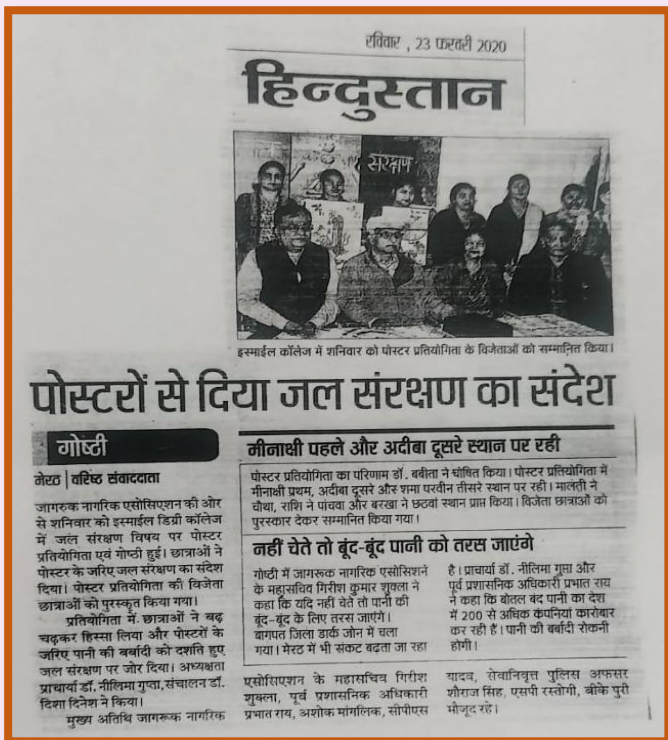 रविवार , 23 फरवरी 2020
हिन्दुस्तान
संरक्षण
इस्माईल कॉलेज में शनिवार को पोस्टर प्रतियोगिता के विजेताओं को सम्मानित किया।
पोस्टरों से दिया जल संरक्षण का संदेश
गोष्ठी
मेरठ | वरिष्ठ संवाददाता
जागरुक नागरिक एसोसिएशन की ओर
से शनिवार को इस्माईल डिग्री कॉलेज
में जल संरक्षण विषय पर पोस्टर
प्रतियोगिता एवं गोष्ठी हुई। छात्राओं ने
पोस्टर के जरिए जल संरक्षण का संदेश
दिया। पोस्टर प्रतियोगिता की विजेता
छात्राओं को पुरस्कृत किया गया।
प्रतियोगिता में छात्राओं ने बढ़
चढ़कर हिस्सा लिया और पोस्टरों के
जरिए पानी की बर्बादी को दर्शाते हुए
जल संरक्षण पर जोर दिया। अध्यक्षता
प्राचार्या डॉ. नीलिमा गुप्ता,संचालन डॉ.
दिशा दिनेश ने किया।
मुख्य अतिथि जागरूक नागरिक
मीनाक्षी पहले और अदीबा दूसरे स्थान पर रही
पोस्टर प्रतियोगिता का परिणाम डॉ. बबीता ने घोषित किया। पोस्टर प्रतियोगिता में
मीनाक्षी प्रथम, अदीबा दूसरे और शमा परवीन तीसरे स्थान पर रही। मालती ने
चौथा, राशि ने पांचवा और बरखा ने छठवां स्थान प्राप्त किया। विजेता छात्राओं को
पुरस्कार देकर सम्मानित किया गया।
नहीं चेते तो बूंद-बूंद पानी को तरस जाएंगे
गोष्ठी में जागरूक नागरिक एसोसिएशन
के महासचिव गिरीश कुमार शुक्ला ने
कहा कि यदि नहीं चेते तो पानी की
बूंद-बूंद के लिए तरस जाएंगे।
बागपत जिला डार्क जोन में चला
गया। मेरठ में भी संकट बढ़ता जा रहा
है। प्राचार्या डॉ. नीलिमा गुप्ता और
पूर्व प्रशासनिक अधिकारी प्रभात राय
ने कहा कि बोतल बंद पानी का देश
में 200 से अधिक कंपनियां कारोबार
कर रही हैं। पानी की बर्बादी रोकनी
होगी।
एसोसिएशन के महासचिव गिरीश
शुक्ला, पूर्व प्रशासनिक अधिकारी
प्रभात राय, अशोक मांगलिक, सीपीएस
यादव, सेवानिवृत्त पुलिस अफसर
शौराज सिंह, एसपी रस्तोगी, बीके पुरी
मौजूद रहे।